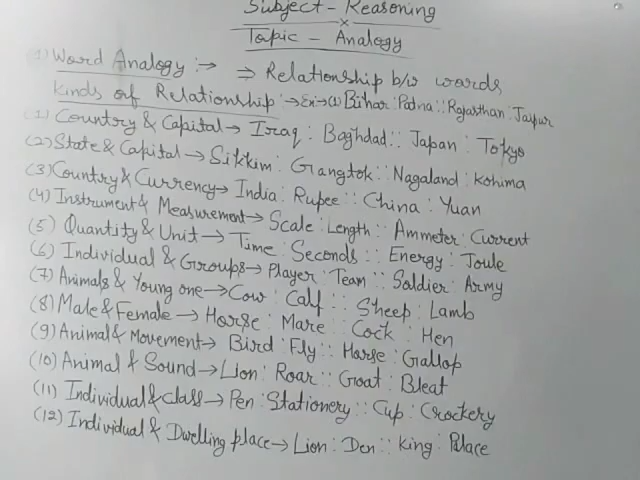 Subject - Reasoning
×
Topic - Analogy
(1) Word Analogy :→ ⇒ Relationship b/w words
Kinds of Relationship :→ Ex→(1) Bihar : Patna :: Rajasthan : Jaipur
(1) Country & Capital → Iraq : Baghdad :: Japan : Tokyo
(2) State & Capital → Sikkim : Gangtok :: Nagaland : Kohima
(3) Country & Currency → India : Rupee :: China : Yuan
(4) Instrument & Measurement → Scale : Length :: Ammeter : Current
(5) Quantity & Unit → Time : Seconds :: Energy : Joule
(6) Individual & Groups → Player : Team :: Soldier : Army
(7) Animals & Young one → Cow : Calf :: Sheep : Lamb
(8) Male & Female → Horse : Mare :: Cock : Hen
(9) Animal & Movement → Bird : Fly :: Horse : Gallop
(10) Animal & Sound → Lion : Roar :: Goat : Bleat
(11) Individual & class → Pen : Stationery :: Cup : Crockery
(12) Individual & Dwelling place → Lion : Den :: King : Palace